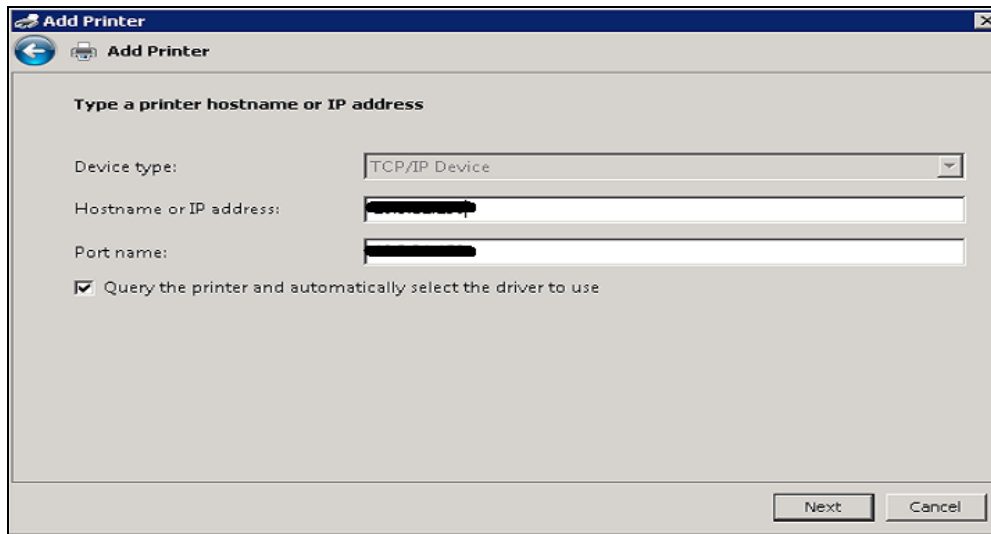 Add Printer
Add Printer
Type a printer hostname or IP address
Device type: TCP/IP Device
Hostname or IP address:
Port name:
Query the printer and automatically select the driver to use
Next Cancel